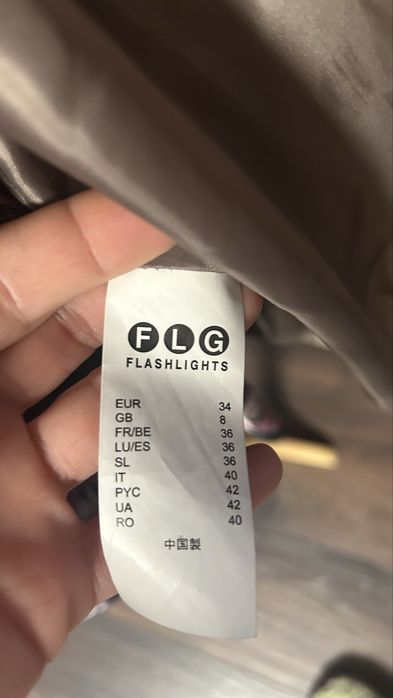 FLG
FLASHLIGHTS
EUR 34
GB 8
FR/BE 36
LU/ES 36
SL 36
IT 40
PYC 42
UA 42
RO 40
中国製